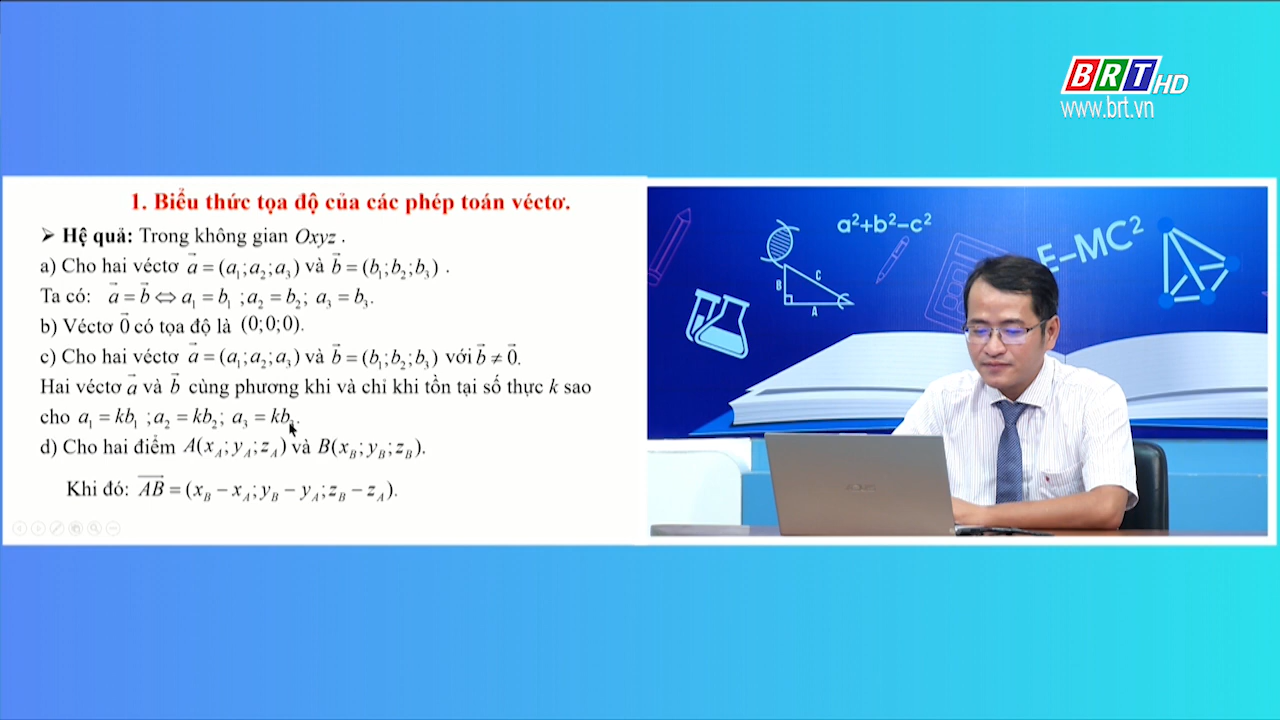 BRT HD
www.brt.vn
1. Biểu thức tọa độ của các phép toán véctơ.
➤ Hệ quả: Trong không gian Oxyz .
a) Cho hai véctơ a⃗ = (a₁;a₂;a₃) và b⃗ = (b₁;b₂;b₃) .
Ta có: a⃗ = b⃗ ⇔ a₁ = b₁ ;a₂ = b₂; a₃ = b₃.
b) Véctơ 0⃗ có tọa độ là (0;0;0).
c) Cho hai véctơ a⃗ = (a₁;a₂;a₃) và b⃗ = (b₁;b₂;b₃) với b⃗ ≠ 0⃗.
Hai véctơ a⃗ và b⃗ cùng phương khi và chỉ khi tồn tại số thực k sao
cho a₁ = kb₁ ;a₂ = kb₂; a₃ = kb
d) Cho hai điểm A(x_A;y_A;z_A) và B(x_B;y_B;z_B).
Khi đó: A͞B⃗ = (x_B − x_A;y_B − y_A;z_B − z_A).
a²+b²−c²
E−MC²
B
C
A
ASUS